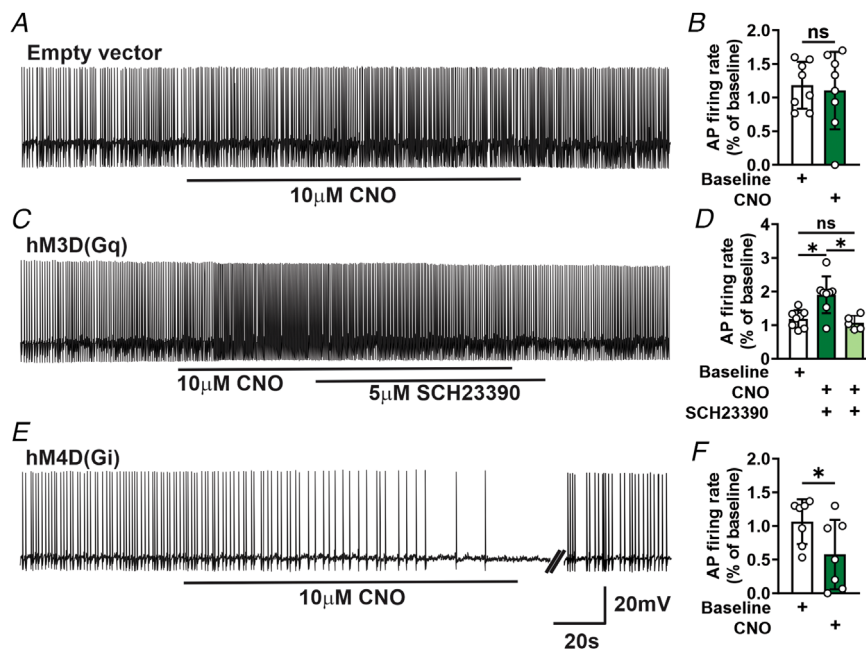 A
Empty vector
10μM CNO
B
AP firing rate
(% of baseline)
2.0
1.5
1.0
0.5
0.0
ns
Baseline +
CNO +
C
hM3D(Gq)
10μM CNO
5μM SCH23390
D
AP firing rate
(% of baseline)
4
3
2
1
0
ns
* *
Baseline +
CNO + +
SCH23390 + +
E
hM4D(Gi)
10μM CNO
20mV
20s
F
AP firing rate
(% of baseline)
2.0
1.5
1.0
0.5
0.0
*
Baseline +
CNO +